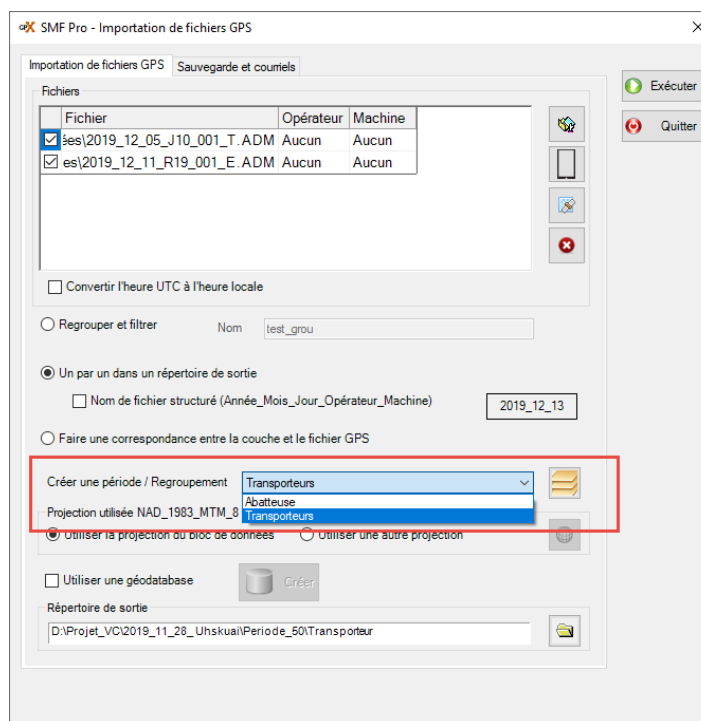 GPX SMF Pro - Importation de fichiers GPS
Importation de fichiers GPS Sauvegarde et courriels
Exécuter
Quitter
Fichiers
Fichier Opérateur Machine
ées\2019_12_05_J10_001_T.ADM Aucun Aucun
es\2019_12_11_R19_001_E.ADM Aucun Aucun
Convertir l'heure UTC à l'heure locale
Regrouper et filtrer Nom test_grou
Un par un dans un répertoire de sortie
Nom de fichier structuré (Année_Mois_Jour_Opérateur_Machine) 2019_12_13
Faire une correspondance entre la couche et le fichier GPS
Créer une période / Regroupement Transporteurs
Abatteuse
Projection utilisée NAD_1983_MTM_8 Transporteurs
Utiliser la projection du bloc de données Utiliser une autre projection
Utiliser une géodatabase Créer
Répertoire de sortie
D:\Projet_VC\2019_11_28_Uhskuai\Periode_50\Transporteur